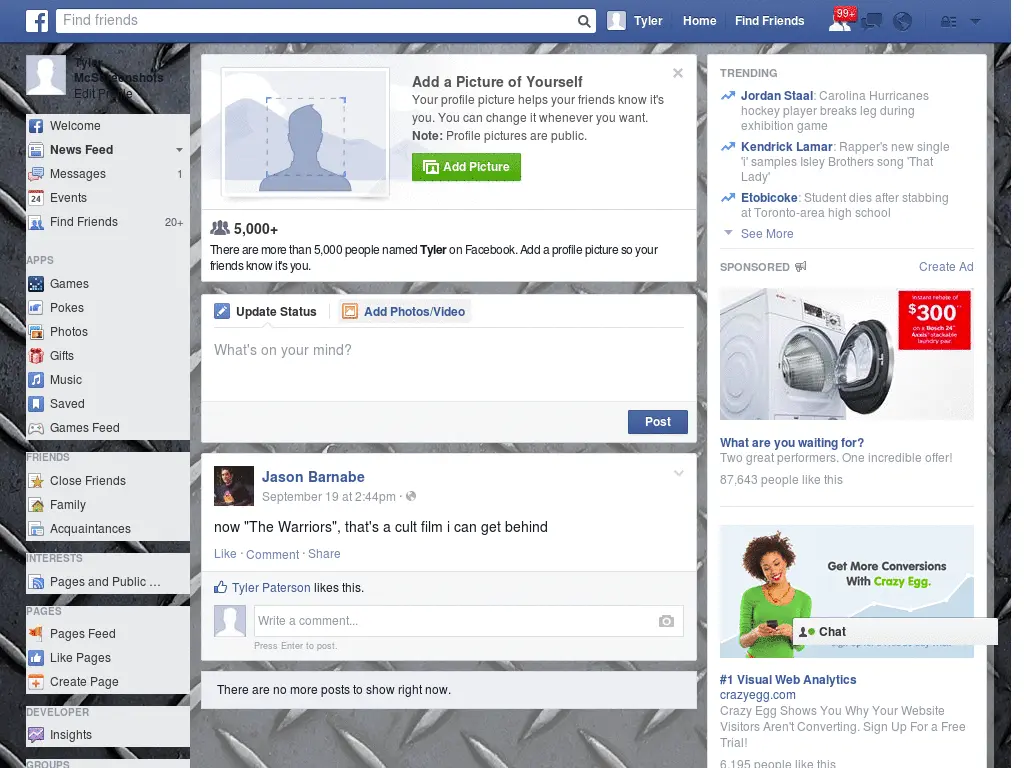 Find friends
Tyler
Home
Find Friends
99+
Tyler
McScreenshots
Edit Profile
Welcome
News Feed
Messages 1
24 Events
Find Friends 20+
APPS
Games
Pokes
Photos
Gifts
Music
Saved
Games Feed
FRIENDS
Close Friends
Family
Acquaintances
INTERESTS
Pages and Public ...
PAGES
Pages Feed
Like Pages
Create Page
DEVELOPER
Insights
GROUPS
Add a Picture of Yourself
Your profile picture helps your friends know it's
you. You can change it whenever you want.
Note: Profile pictures are public.
Add Picture
5,000+
There are more than 5,000 people named Tyler on Facebook. Add a profile picture so your
friends know it's you.
Update Status
Add Photos/Video
What's on your mind?
Post
Jason Barnabe
September 19 at 2:44pm ·
now "The Warriors", that's a cult film i can get behind
Like · Comment · Share
Tyler Paterson likes this.
Write a comment...
Press Enter to post.
There are no more posts to show right now.
TRENDING
Jordan Staal: Carolina Hurricanes
hockey player breaks leg during
exhibition game
Kendrick Lamar: Rapper's new single
'i' samples Isley Brothers song 'That
Lady'
Etobicoke: Student dies after stabbing
at Toronto-area high school
See More
SPONSORED
Create Ad
Instant rebate of
$300
on a Bosch 24"
Axxis stackable
laundry pair.
What are you waiting for?
Two great performers. One incredible offer!
87,643 people like this
Get More Conversions
With Crazy Egg.
Chat
#1 Visual Web Analytics
crazyegg.com
Crazy Egg Shows You Why Your Website
Visitors Aren't Converting. Sign Up For a Free
Trial!
6,195 people like this